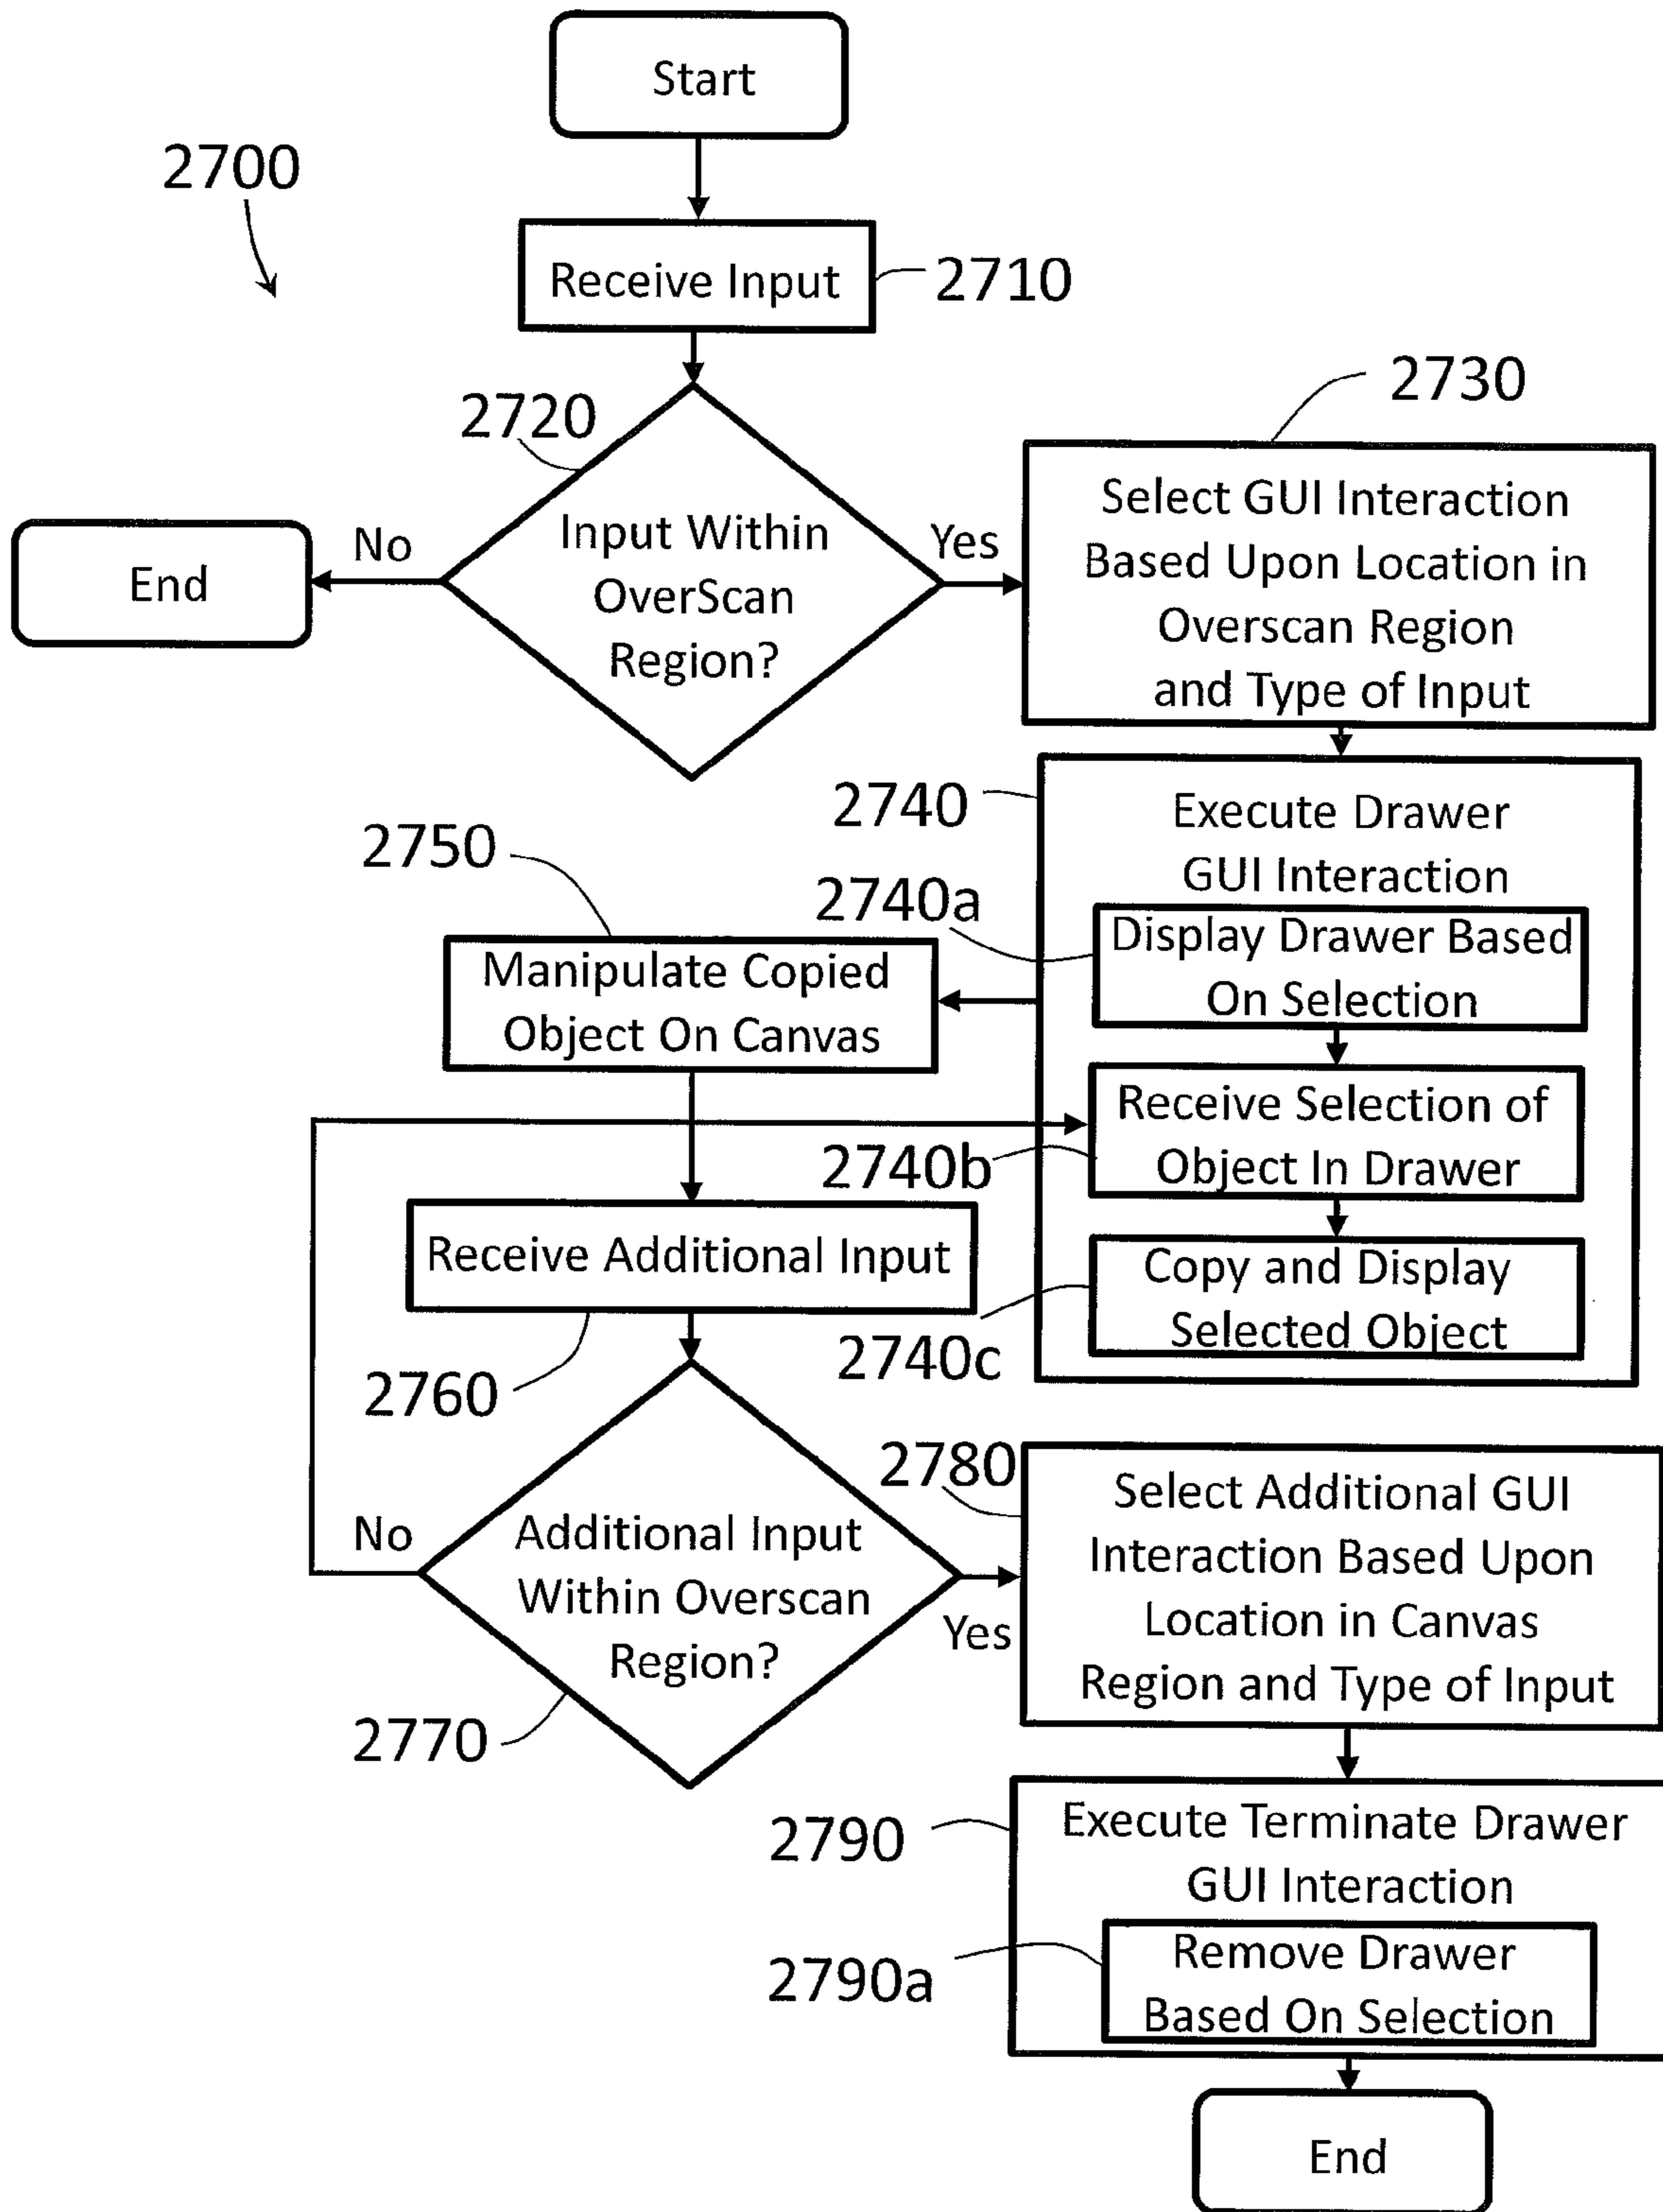 Start
2700
Receive Input
2710
2720
Input Within
OverScan
Region?
No
End
Yes
2730
Select GUI Interaction
Based Upon Location in
Overscan Region
and Type of Input
2740
Execute Drawer
GUI Interaction
2740a
Display Drawer Based
On Selection
2750
Manipulate Copied
Object On Canvas
2740b
Receive Selection of
Object In Drawer
2740c
Copy and Display
Selected Object
Receive Additional Input
2760
Additional Input
Within Overscan
Region?
No
Yes
2770
2780
Select Additional GUI
Interaction Based Upon
Location in Canvas
Region and Type of Input
2790
Execute Terminate Drawer
GUI Interaction
2790a
Remove Drawer
Based On Selection
End